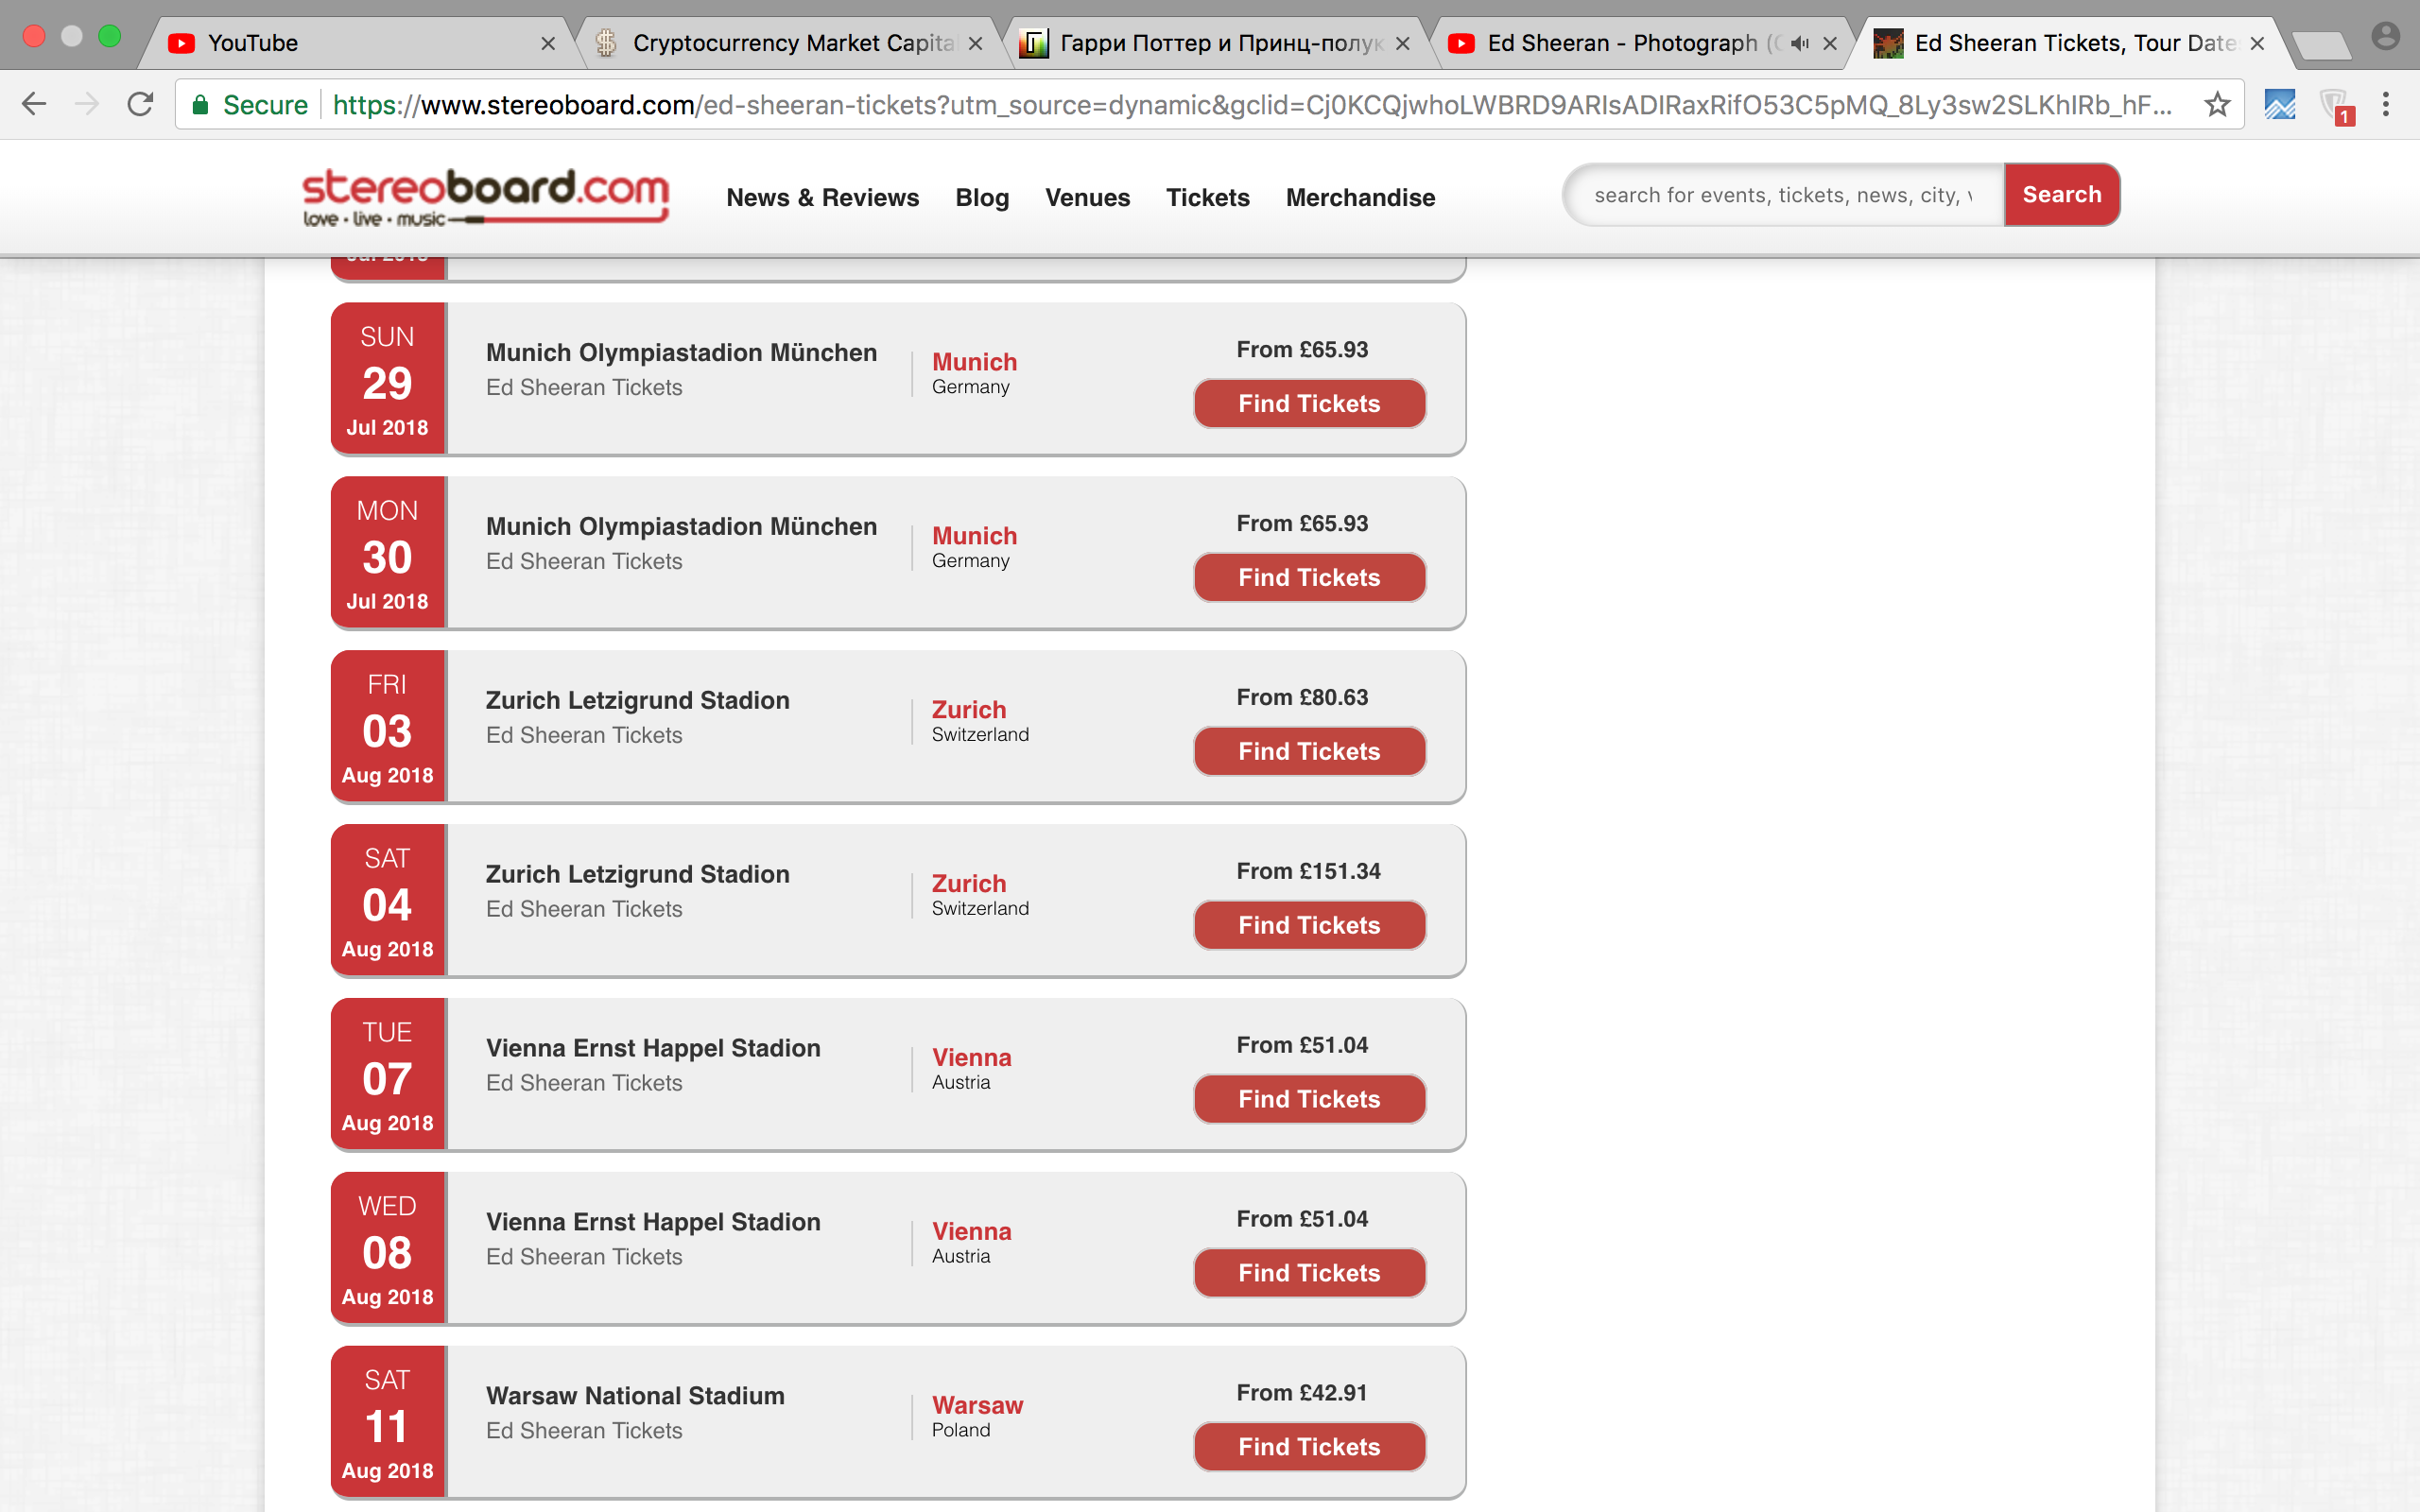 YouTube
Cryptocurrency Market Capita
Гарри Поттер и Принц-полук
Ed Sheeran - Photograph (
Ed Sheeran Tickets, Tour Date
Secure
https://www.stereoboard.com/ed-sheeran-tickets?utm_source=dynamic&gclid=Cj0KCQjwhoLWBRD9ARIsADIRaxRifO53C5pMQ_8Ly3sw2SLKhIRb_hF...
1
stereoboard.com
love · live · music
News & Reviews
Blog
Venues
Tickets
Merchandise
search for events, tickets, news, city,
Search
Jul 2018
SUN
29
Jul 2018
Munich Olympiastadion München
Ed Sheeran Tickets
Munich
Germany
From £65.93
Find Tickets
MON
30
Jul 2018
Munich Olympiastadion München
Ed Sheeran Tickets
Munich
Germany
From £65.93
Find Tickets
FRI
03
Aug 2018
Zurich Letzigrund Stadion
Ed Sheeran Tickets
Zurich
Switzerland
From £80.63
Find Tickets
SAT
04
Aug 2018
Zurich Letzigrund Stadion
Ed Sheeran Tickets
Zurich
Switzerland
From £151.34
Find Tickets
TUE
07
Aug 2018
Vienna Ernst Happel Stadion
Ed Sheeran Tickets
Vienna
Austria
From £51.04
Find Tickets
WED
08
Aug 2018
Vienna Ernst Happel Stadion
Ed Sheeran Tickets
Vienna
Austria
From £51.04
Find Tickets
SAT
11
Aug 2018
Warsaw National Stadium
Ed Sheeran Tickets
Warsaw
Poland
From £42.91
Find Tickets